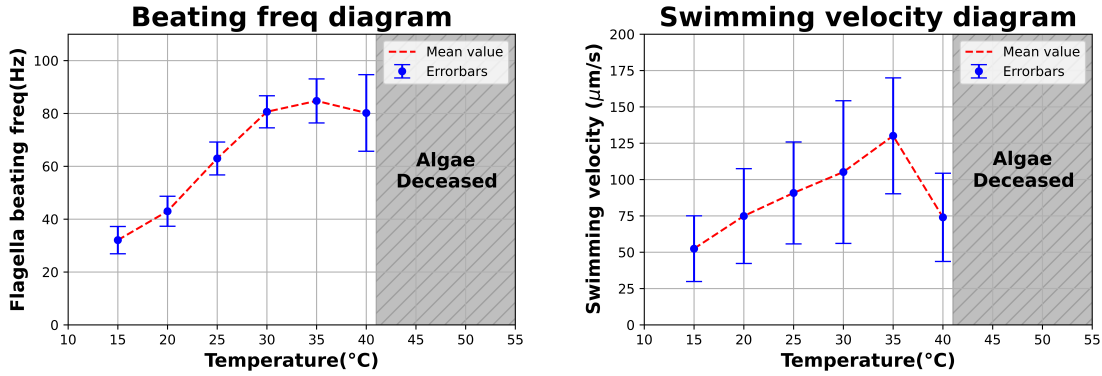 Beating freq diagram
Flagella beating freq(Hz)
100
80
60
40
20
0
Mean value
Errorbars
Algae
Deceased
10 15 20 25 30 35 40 45 50 55
Temperature(°C)
Swimming velocity diagram
Swimming velocity (μm/s)
200
175
150
125
100
75
50
25
0
Mean value
Errorbars
Algae
Deceased
10 15 20 25 30 35 40 45 50 55
Temperature(°C)